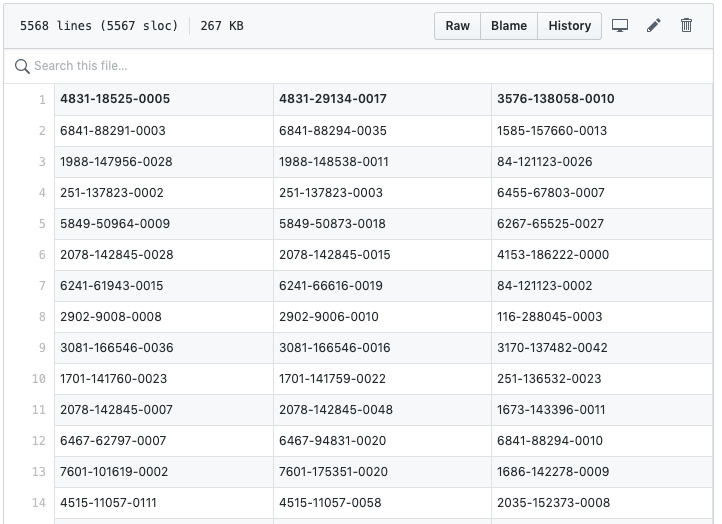 5568 lines (5567 sloc) 267 KB Raw Blame History
Search this file...
1 4831-18525-0005 4831-29134-0017 3576-138058-0010
2 6841-88291-0003 6841-88294-0035 1585-157660-0013
3 1988-147956-0028 1988-148538-0011 84-121123-0026
4 251-137823-0002 251-137823-0003 6455-67803-0007
5 5849-50964-0009 5849-50873-0018 6267-65525-0027
6 2078-142845-0028 2078-142845-0015 4153-186222-0000
7 6241-61943-0015 6241-66616-0019 84-121123-0002
8 2902-9008-0008 2902-9006-0010 116-288045-0003
9 3081-166546-0036 3081-166546-0016 3170-137482-0042
10 1701-141760-0023 1701-141759-0022 251-136532-0023
11 2078-142845-0007 2078-142845-0048 1673-143396-0011
12 6467-62797-0007 6467-94831-0020 6841-88294-0010
13 7601-101619-0002 7601-175351-0020 1686-142278-0009
14 4515-11057-0111 4515-11057-0058 2035-152373-0008